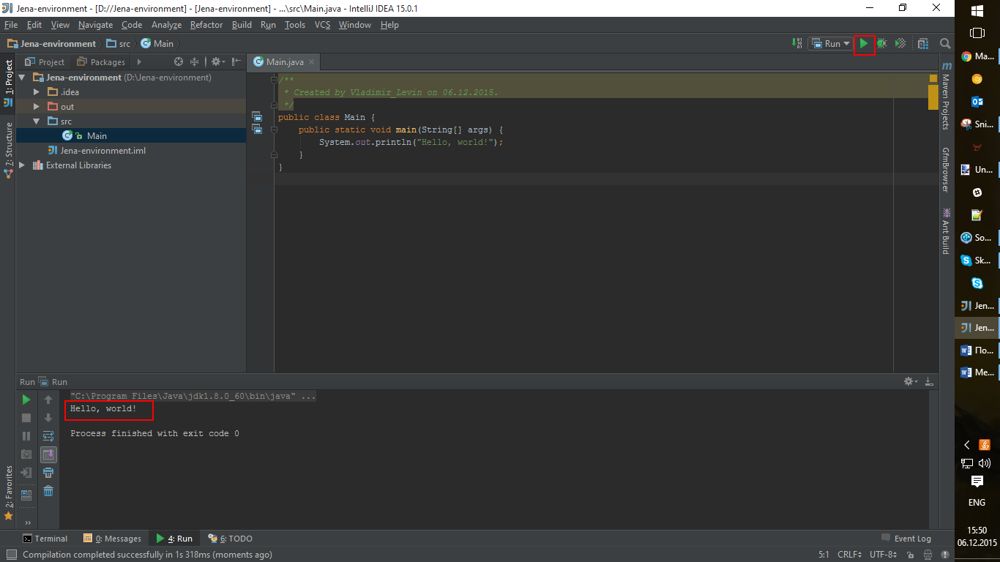 Jena-environment - [D://Jena-environment] - [Jena-environment] - ...\src\Main.java - IntelliJ IDEA 15.0.1
File Edit View Navigate Code Analyze Refactor Build Run Tools VCS Window Help
Jena-environment src Main
Run
Project Packages
Main.java
1: Project
7: Structure
2: Favorites
Jena-environment (D:\Jena-environment)
.idea
out
src
Main
Jena-environment.iml
External Libraries
/**
* Created by Vladimir_Levin on 06.12.2015.
*/
public class Main {
public static void main(String[] args) {
System.out.println("Hello, world!");
}
}
Maven Projects
GfmBrowser
Ant Build
Run Run
"C:\Program Files\Java\jdk1.8.0_60\bin\java" ...
Hello, world!
Process finished with exit code 0
Terminal 0: Messages 4: Run 6: TODO Event Log
Compilation completed successfully in 1s 318ms (moments ago) 5:1 CRLF UTF-8
Ma...
Sni...
Un...
So...
Sk...
Jen...
Jen...
По...
Me...
ENG
15:50
06.12.2015